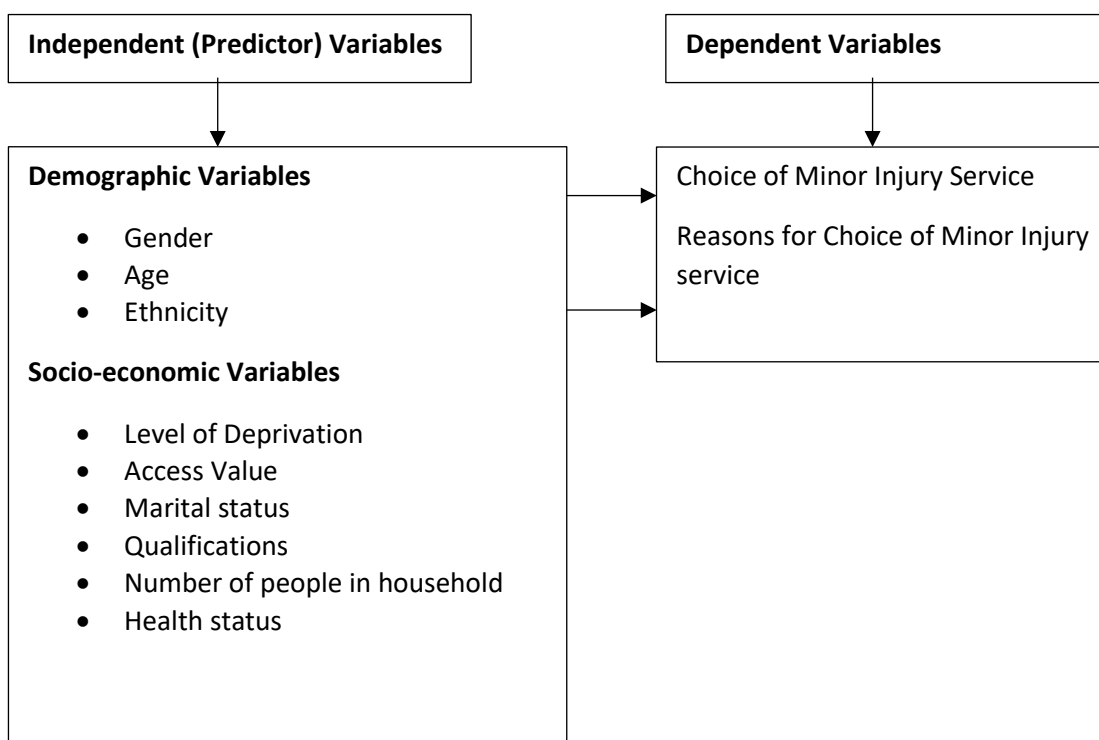 Independent (Predictor) Variables
Dependent Variables
Demographic Variables
• Gender
• Age
• Ethnicity
Socio-economic Variables
• Level of Deprivation
• Access Value
• Marital status
• Qualifications
• Number of people in household
• Health status
Choice of Minor Injury Service
Reasons for Choice of Minor Injury
service